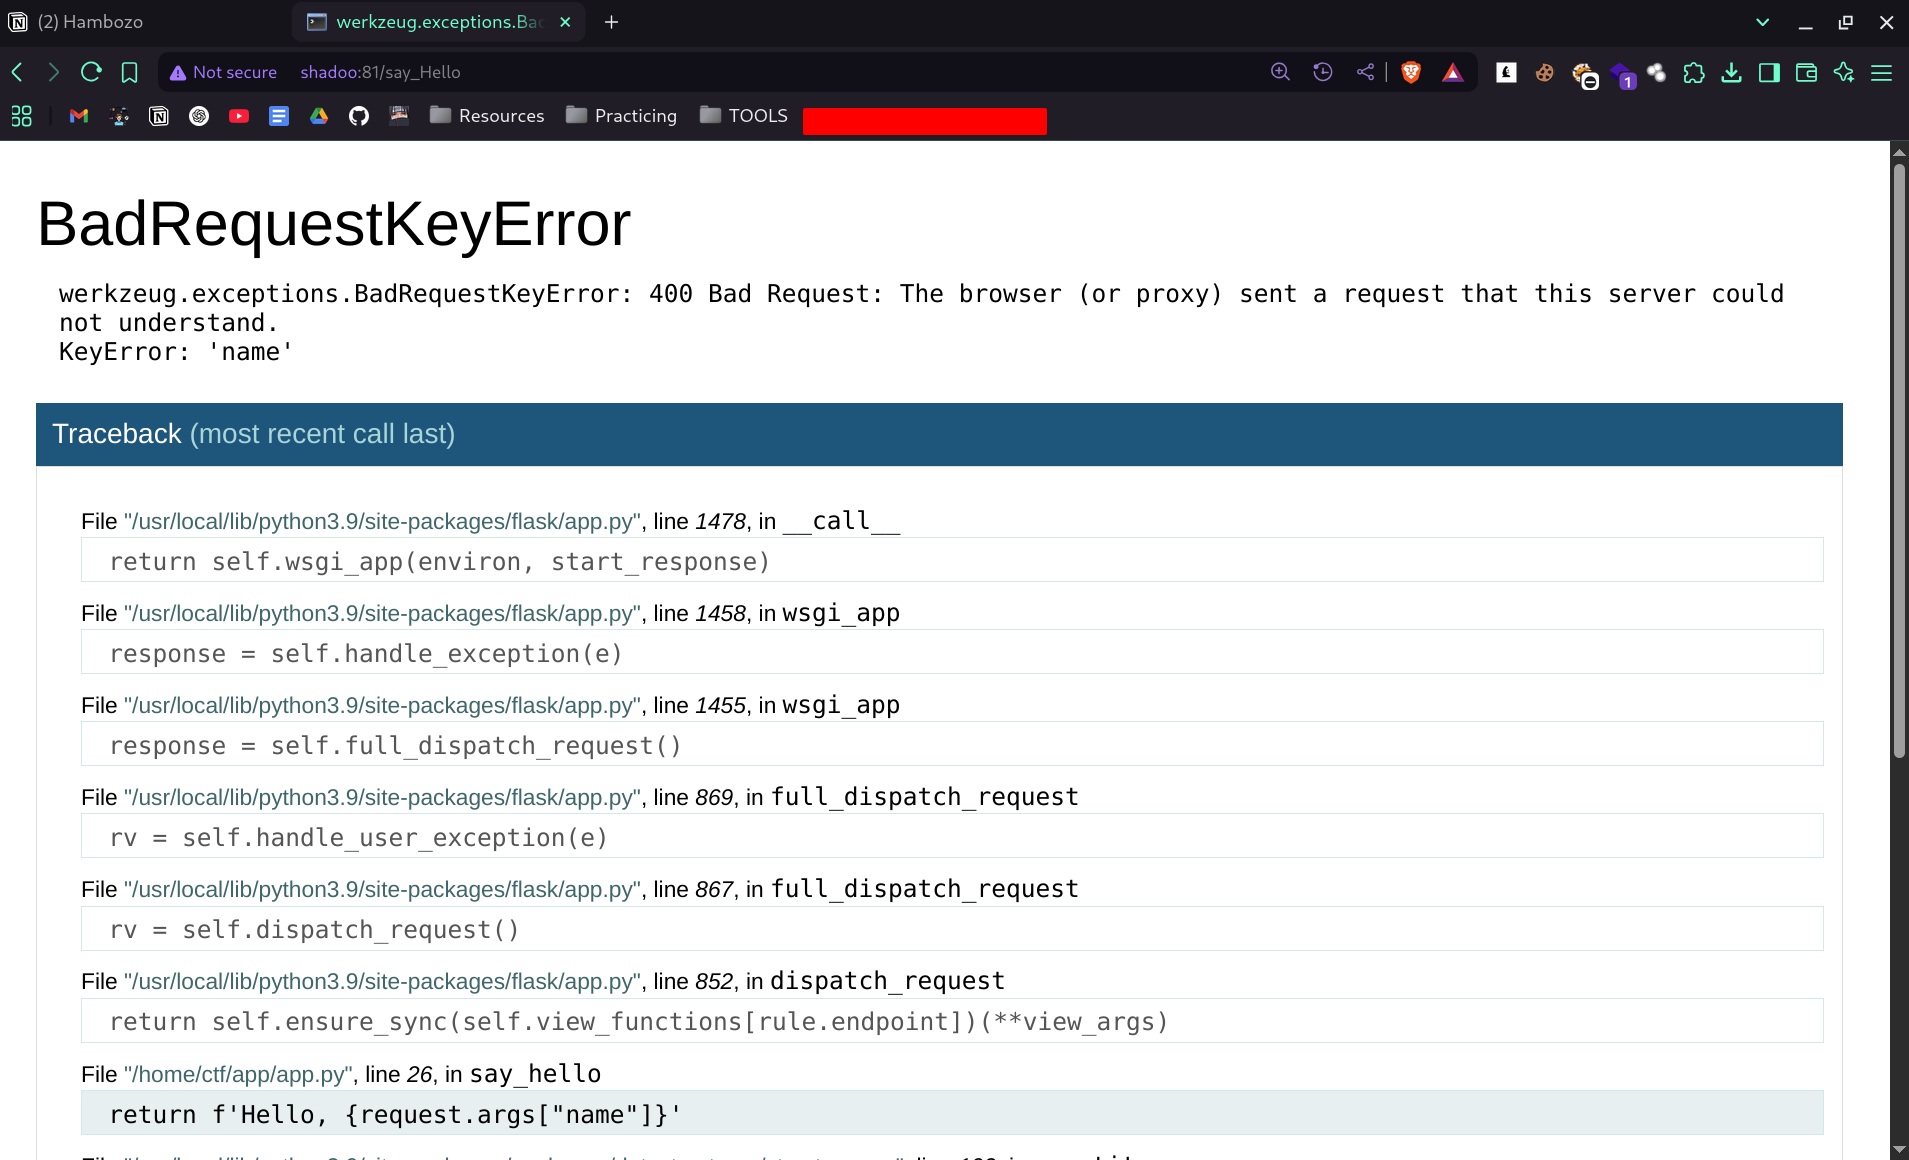 (2) Hambozo
werkzeug.exceptions.Ba
Not secure shadoo:81/say_Hello
1
Resources Practicing TOOLS
BadRequestKeyError
werkzeug.exceptions.BadRequestKeyError: 400 Bad Request: The browser (or proxy) sent a request that this server could
not understand.
KeyError: 'name'
Traceback (most recent call last)
File "/usr/local/lib/python3.9/site-packages/flask/app.py", line 1478, in __call__
return self.wsgi_app(environ, start_response)
File "/usr/local/lib/python3.9/site-packages/flask/app.py", line 1458, in wsgi_app
response = self.handle_exception(e)
File "/usr/local/lib/python3.9/site-packages/flask/app.py", line 1455, in wsgi_app
response = self.full_dispatch_request()
File "/usr/local/lib/python3.9/site-packages/flask/app.py", line 869, in full_dispatch_request
rv = self.handle_user_exception(e)
File "/usr/local/lib/python3.9/site-packages/flask/app.py", line 867, in full_dispatch_request
rv = self.dispatch_request()
File "/usr/local/lib/python3.9/site-packages/flask/app.py", line 852, in dispatch_request
return self.ensure_sync(self.view_functions[rule.endpoint])(**view_args)
File "/home/ctf/app/app.py", line 26, in say_hello
return f'Hello, {request.args["name"]}'